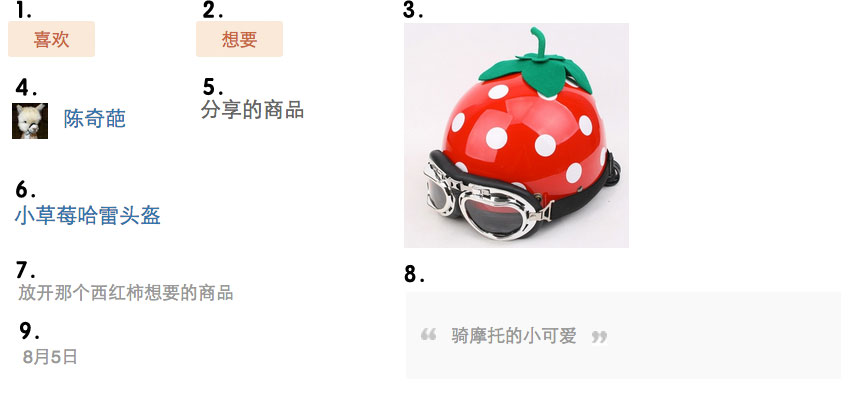 1.
喜欢
2.
想要
3.
4.
陈奇葩
5.
分享的商品
6.
小草莓哈雷头盔
7.
放开那个西红柿想要的商品
8.
“ 骑摩托的小可爱 ”
9.
8月5日